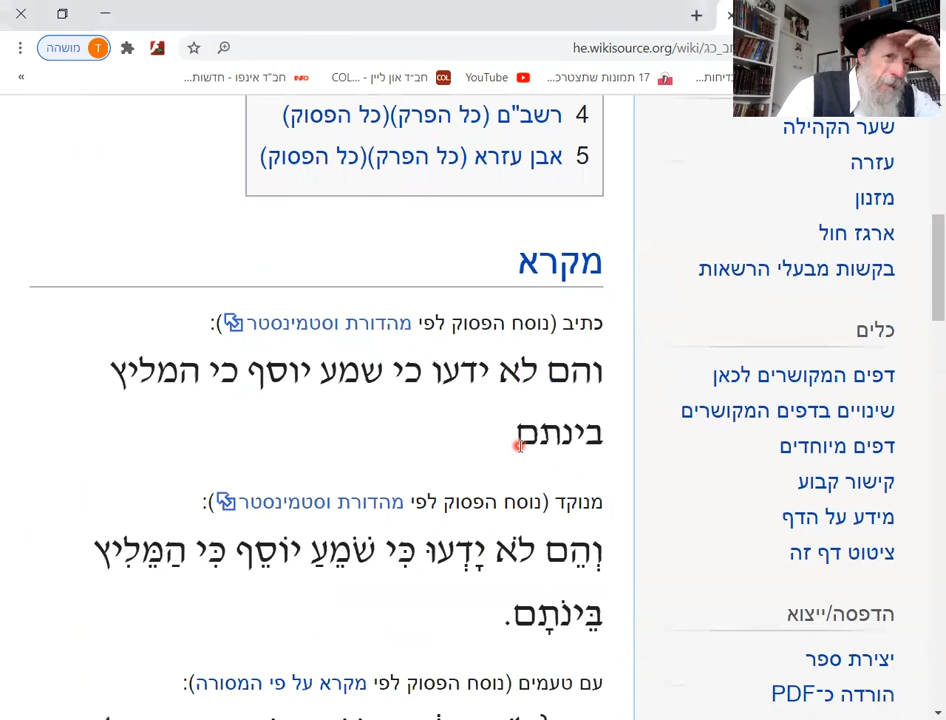 מושהה
he.wikisource.org/wiki/
חב"ד אינפו - חדשות...
COL חב"ד און ליין - COL...
YouTube
17 תמונות שתצטרכ...
4 רשב"ם (כל הפרק)(כל הפסוק)
5 אבן עזרא (כל הפרק)(כל הפסוק)
מקרא
כתיב (נוסח הפסוק לפי מהדורת וסטמינסטר):
והם לא ידעו כי שמע יוסף כי המליץ
בינתם
מנוקד (נוסח הפסוק לפי מהדורת וסטמינסטר):
וְהֵם לֹא יָדְעוּ כִּי שֹׁמֵעַ יוֹסֵף כִּי הַמֵּלִיץ
בֵּינֹתָם.
עם טעמים (נוסח הפסוק לפי מקרא על פי המסורה):
שער הקהילה
עזרה
מזנון
ארגז חול
בקשות מבעלי הרשאות
כלים
דפים המקושרים לכאן
שינויים בדפים המקושרים
דפים מיוחדים
קישור קבוע
מידע על הדף
ציטוט דף זה
הדפסה/ייצוא
יצירת ספר
הורדה כ־PDF